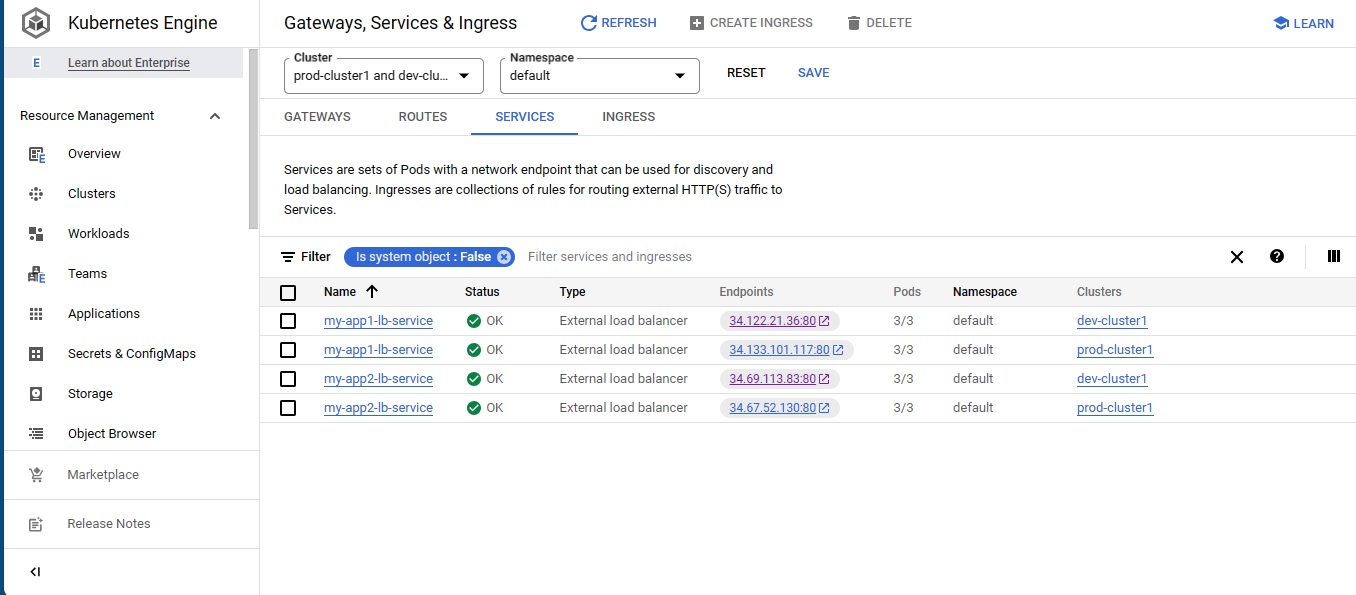 Kubernetes Engine
Gateways, Services & Ingress
REFRESH
CREATE INGRESS
DELETE
LEARN
E
Learn about Enterprise
Resource Management
Overview
E
Clusters
Workloads
Teams
E
Applications
Secrets & ConfigMaps
Storage
Object Browser
Marketplace
Release Notes
Cluster
prod-cluster1 and dev-clu...
Namespace
default
RESET
SAVE
GATEWAYS
ROUTES
SERVICES
INGRESS
Services are sets of Pods with a network endpoint that can be used for discovery and
load balancing. Ingresses are collections of rules for routing external HTTP(S) traffic to
Services.
Filter
Is system object : False
Filter services and ingresses
?
Name Status Type Endpoints Pods Namespace Clusters
my-app1-lb-service OK External load balancer 34.122.21.36:80 3/3 default dev-cluster1
my-app1-lb-service OK External load balancer 34.133.101.117:80 3/3 default prod-cluster1
my-app2-lb-service OK External load balancer 34.69.113.83:80 3/3 default dev-cluster1
my-app2-lb-service OK External load balancer 34.67.52.130:80 3/3 default prod-cluster1